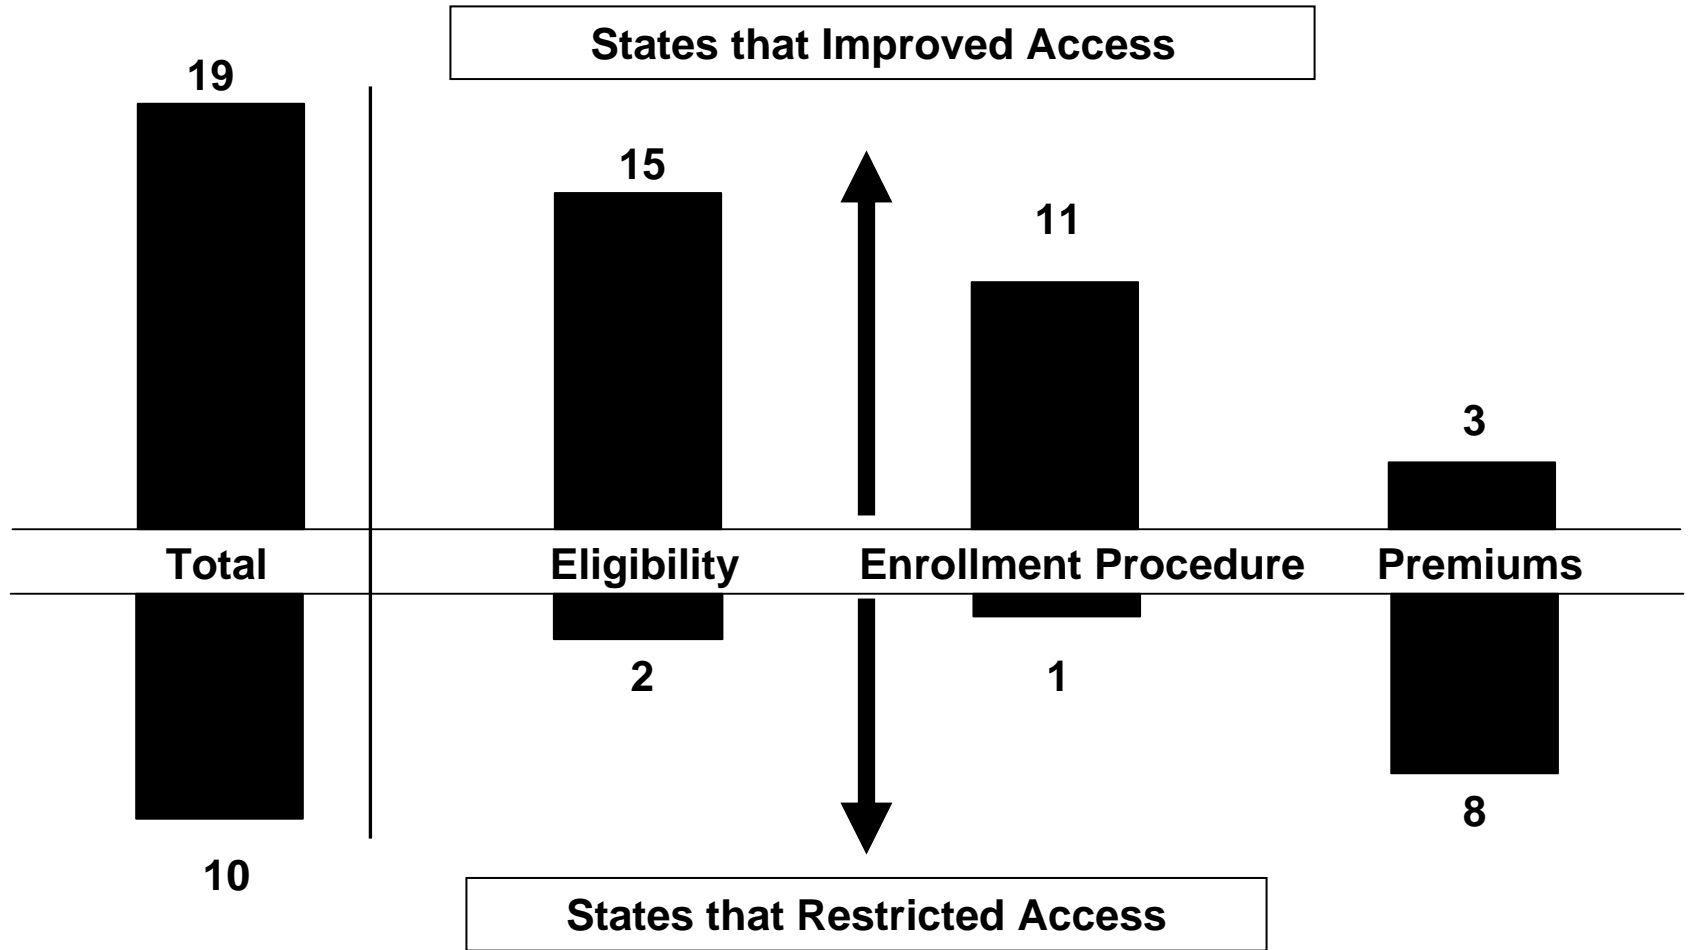 States that Improved Access
19
15
11
3
Total
Eligibility
Enrollment Procedure
Premiums
2
1
8
10
States that Restricted Access